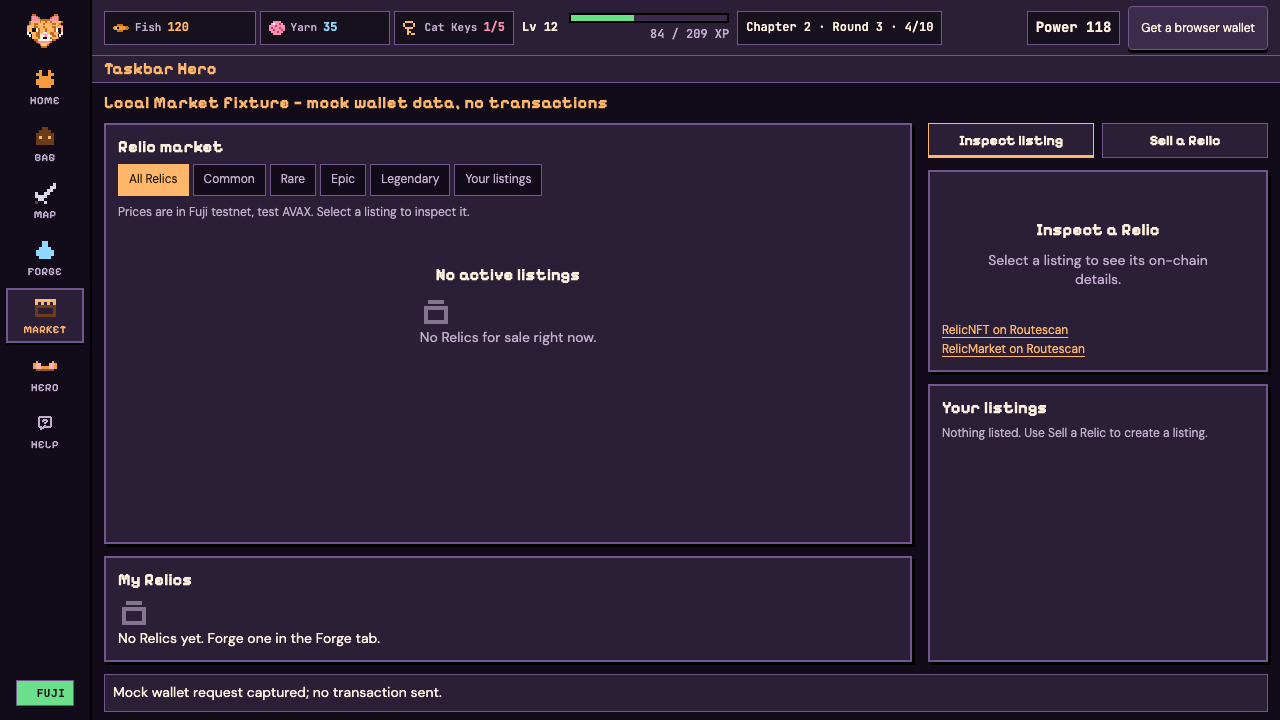 Fish 120
Yarn 35
Cat Keys 1/5
Lv 12
84 / 209 XP
Chapter 2 · Round 3 · 4/10
Power 118
Get a browser wallet
HOME
BAG
MAP
FORGE
MARKET
HERO
HELP
FUJI
Taskbar Hero
Local Market Fixture - mock wallet data, no transactions
Relic market
All Relics
Common
Rare
Epic
Legendary
Your listings
Prices are in Fuji testnet, test AVAX. Select a listing to inspect it.
No active listings
No Relics for sale right now.
My Relics
No Relics yet. Forge one in the Forge tab.
Inspect listing
Sell a Relic
Inspect a Relic
Select a listing to see its on-chain
details.
RelicNFT on Routescan
RelicMarket on Routescan
Your listings
Nothing listed. Use Sell a Relic to create a listing.
Mock wallet request captured; no transaction sent.